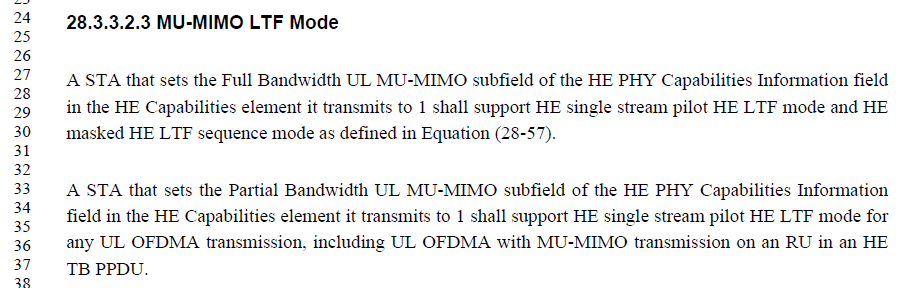 24
28.3.3.2.3 MU-MIMO LTF Mode
25
26
27
A STA that sets the Full Bandwidth UL MU-MIMO subfield of the HE PHY Capabilities Information field
28
in the HE Capabilities element it transmits to 1 shall support HE single stream pilot HE LTF mode and HE
29
30
masked HE LTF sequence mode as defined in Equation (28-57).
31
32
33
A STA that sets the Partial Bandwidth UL MU-MIMO subfield of the HE PHY Capabilities Information
34
field in the HE Capabilities element it transmits to 1 shall support HE single stream pilot HE LTF mode for
35
36
any UL OFDMA transmission, including UL OFDMA with MU-MIMO transmission on an RU in an HE
37
TB PPDU.
38